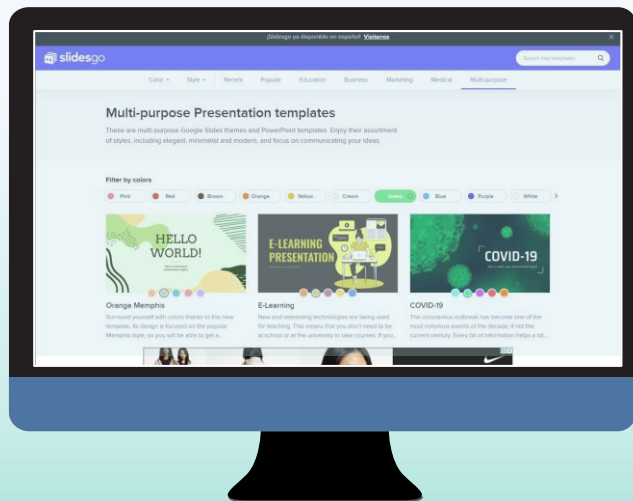 ¡Slidesgo ya disponible en español! Visítanos
slidesgo
Search free templates
Color
Style
Recent
Popular
Education
Business
Marketing
Medical
Multi-purpose
Multi-purpose Presentation templates
These are multi-purpose Google Slides themes and PowerPoint templates. Enjoy their assortment
of styles, including elegant, minimalist and modern, and focus on communicating your ideas.
Filter by colors
Pink
Red
Brown
Orange
Yellow
Cream
Green
Blue
Purple
White
HELLO
WORLD!
E-LEARNING
PRESENTATION
COVID-19
Orange Memphis
Surround yourself with colors thanks to this new
template. Its design is focused on the popular
Memphis style, so you will be able to get a...
E-Learning
New and interesting technologies are being used
for teaching. This means that you don't need to be
at school or at the university to take courses. If you...
COVID-19
The coronavirus outbreak has become one of the
most notorious events of the decade, if not the
current century. Every bit of information helps a lot...